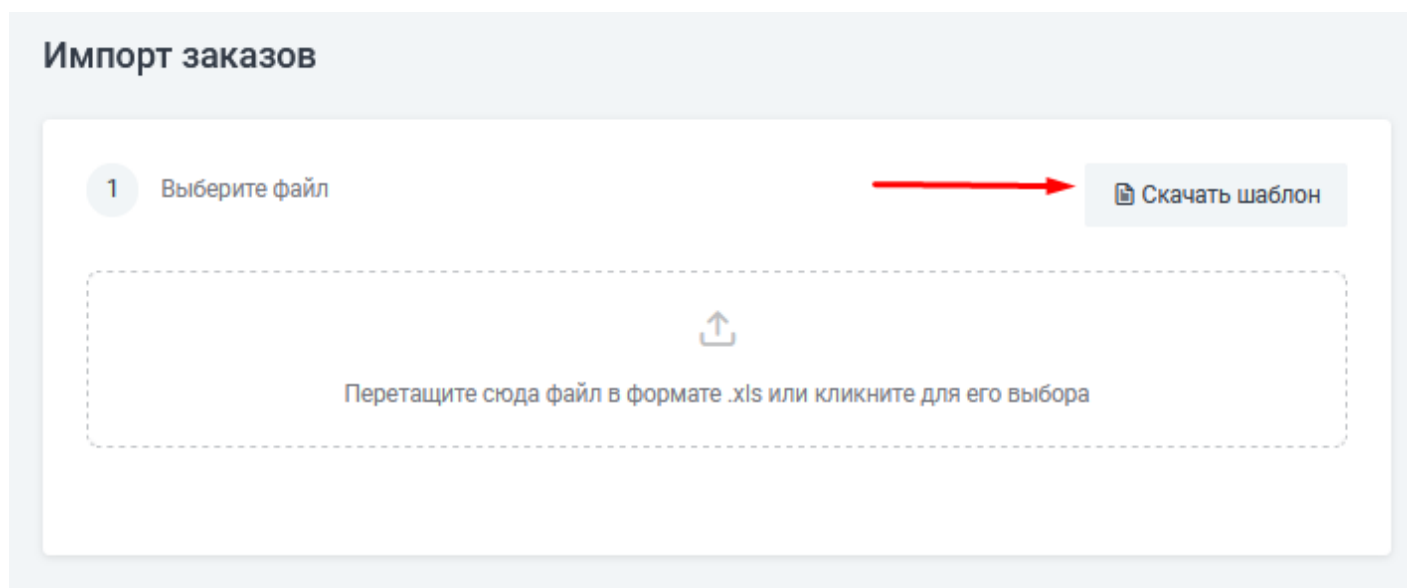 Импорт заказов
1 Выберите файл
Скачать шаблон
Перетащите сюда файл в формате .xls или кликните для его выбора